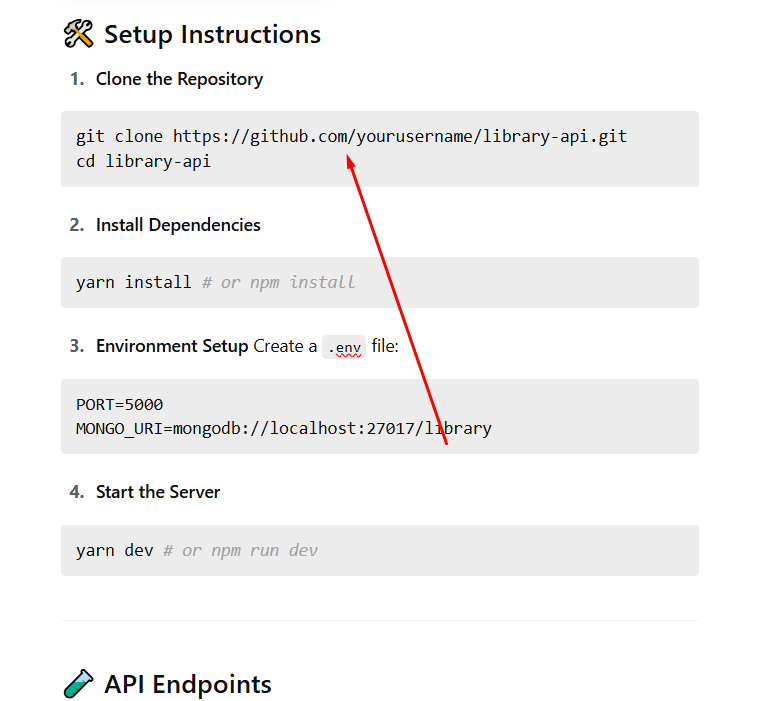 🛠️ Setup Instructions
1. Clone the Repository
git clone https://github.com/yourusername/library-api.git
cd library-api
2. Install Dependencies
yarn install # or npm install
3. Environment Setup Create a .env file:
PORT=5000
MONGO_URI=mongodb://localhost:27017/library
4. Start the Server
yarn dev # or npm run dev
🧪 API Endpoints